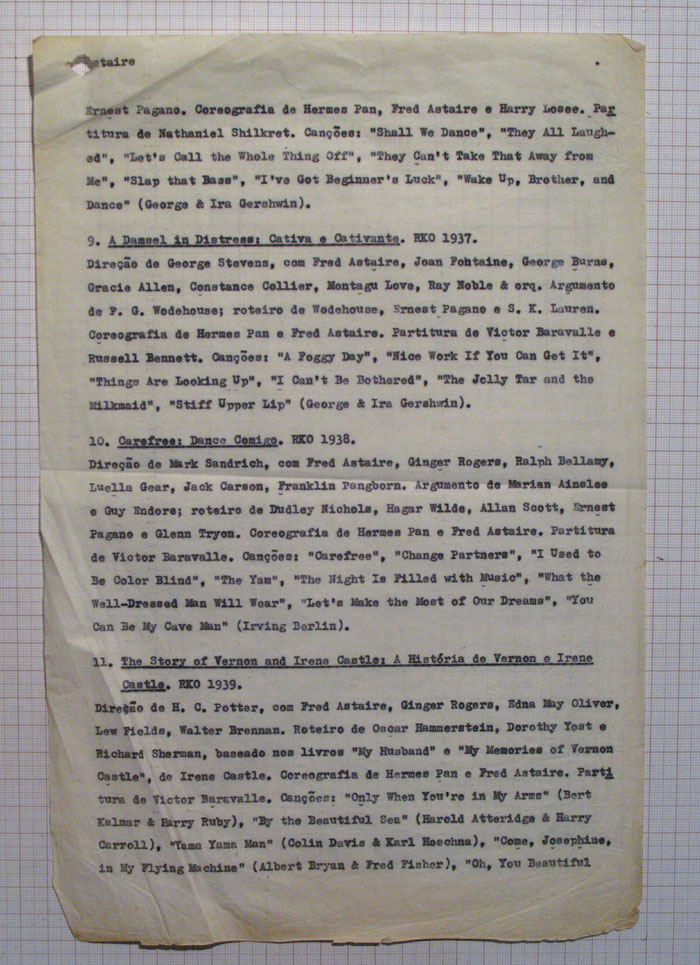 Astaire
Ernest Pagano. Coreografia de Hermes Pan, Fred Astaire e Harry Losee. Par
titura de Nathaniel Shilkret. Canções: "Shall We Dance", "They All Laugh-
ed", "Let's Call the Whole Thing Off", "They Can't Take That Away from
Me", "Slap that Bass", "I've Got Beginner's Luck", "Wake Up, Brother, and
Dance" (George & Ira Gershwin).
9. A Damsel in Distress: Cativa e Cativante. RKO 1937.
Direção de George Stevens, com Fred Astaire, Joan Fontaine, George Burns,
Gracie Allen, Constance Collier, Montagu Love, Ray Noble & orq. Argumento
de P. G. Wodehouse; roteiro de Wodehouse, Ernest Pagano e S. K. Lauren.
Coreografia de Hermes Pan e Fred Astaire. Partitura de Victor Baravalle e
Russell Bennett. Canções: "A Foggy Day", "Nice Work If You Can Get It",
"Things Are Looking Up", "I Can't Be Bothered", "The Jolly Tar and the
Milkmaid", "Stiff Upper Lip" (George & Ira Gershwin).
10. Carefree: Dance Comigo. RKO 1938.
Direção de Mark Sandrich, com Fred Astaire, Ginger Rogers, Ralph Bellamy,
Luella Gear, Jack Carson, Franklin Pangborn. Argumento de Marian Ainslee
e Guy Endore; roteiro de Dudley Nichols, Hagar Wilde, Allan Scott, Ernest
Pagano e Glenn Tryon. Coreografia de Hermes Pan e Fred Astaire. Partitura
de Victor Baravalle. Canções: "Carefree", "Change Partners", "I Used to
Be Color Blind", "The Yam", "The Night Is Filled with Music", "What the
Well-Dressed Man Will Wear", "Let's Make the Most of Our Dreams", "You
Can Be My Cave Man" (Irving Berlin).
11. The Story of Vernon and Irene Castle: A História de Vernon e Irene
Castle. RKO 1939.
Direção de H. C. Potter, com Fred Astaire, Ginger Rogers, Edna May Oliver,
Lew Fields, Walter Brennan. Roteiro de Oscar Hammerstein, Dorothy Yost e
Richard Sherman, baseado nos livros "My Husband" e "My Memories of Vernon
Castle", de Irene Castle. Coreografia de Hermes Pan e Fred Astaire. Parti
tura de Victor Baravalle. Canções: "Only When You're in My Arms" (Bert
Kalmar & Harry Ruby), "By the Beautiful Sea" (Harold Atteridge & Harry
Carroll), "Yama Yama Man" (Colin Davis & Karl Hoschna), "Come, Josephine,
in My Flying Machine" (Albert Bryan & Fred Fisher), "Oh, You Beautiful